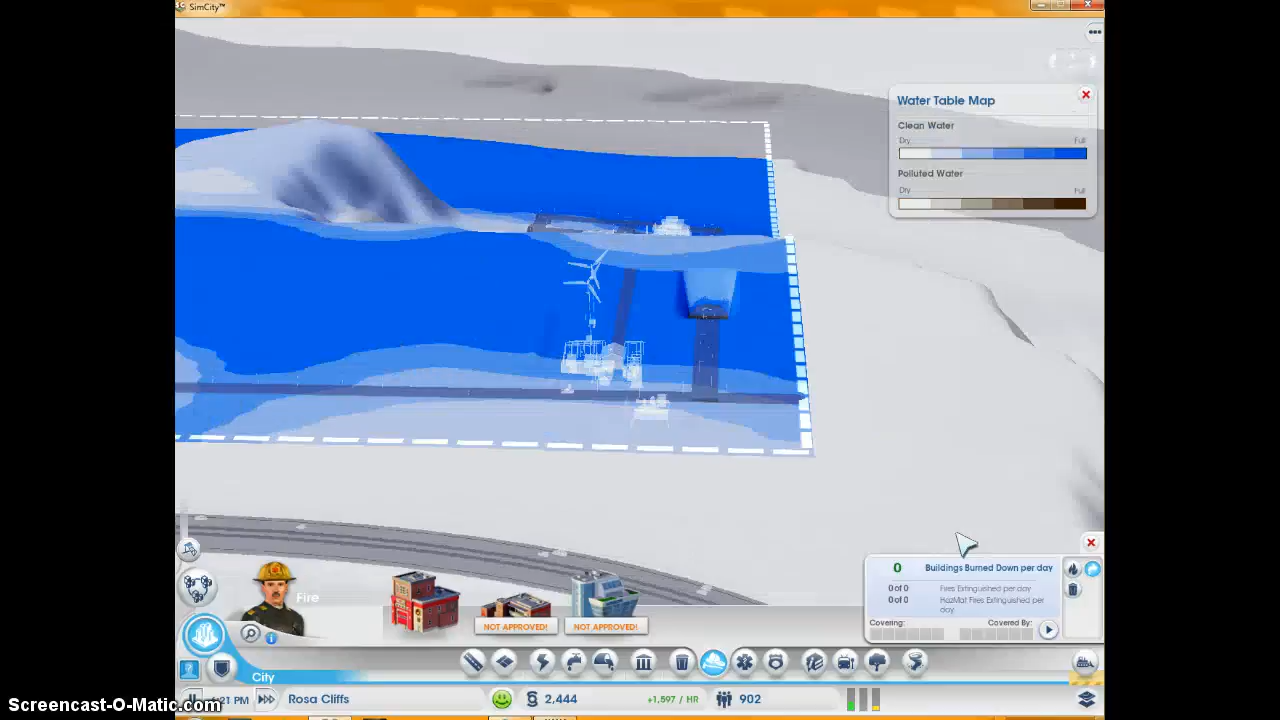 SimCity™
Water Table Map
Clean Water
Dry
Full
Polluted Water
Dry
Full
0 Buildings Burned Down per day
0 of 0 Fires Extinguished per day
0 of 0 HazMat Fires Extinguished per
day
Covering:
Covered By:
Fire
NOT APPROVED!
NOT APPROVED!
City
:21 PM
Rosa Cliffs
2,444
+1,597 / HR
902
Screencast-O-Matic.com